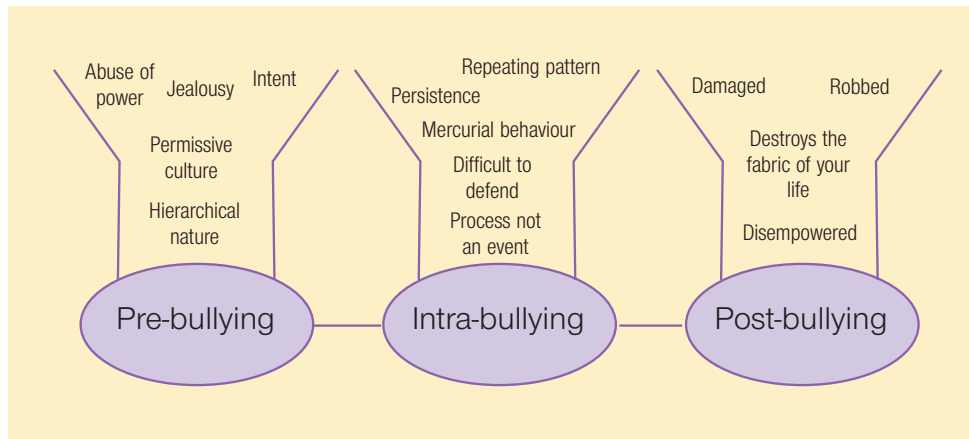 Abuse of
power
Jealousy
Intent
Permissive
culture
Hierarchical
nature
Pre-bullying
Repeating pattern
Persistence
Mercurial behaviour
Difficult to
defend
Process not
an event
Intra-bullying
Damaged
Robbed
Destroys the
fabric of your
life
Disempowered
Post-bullying